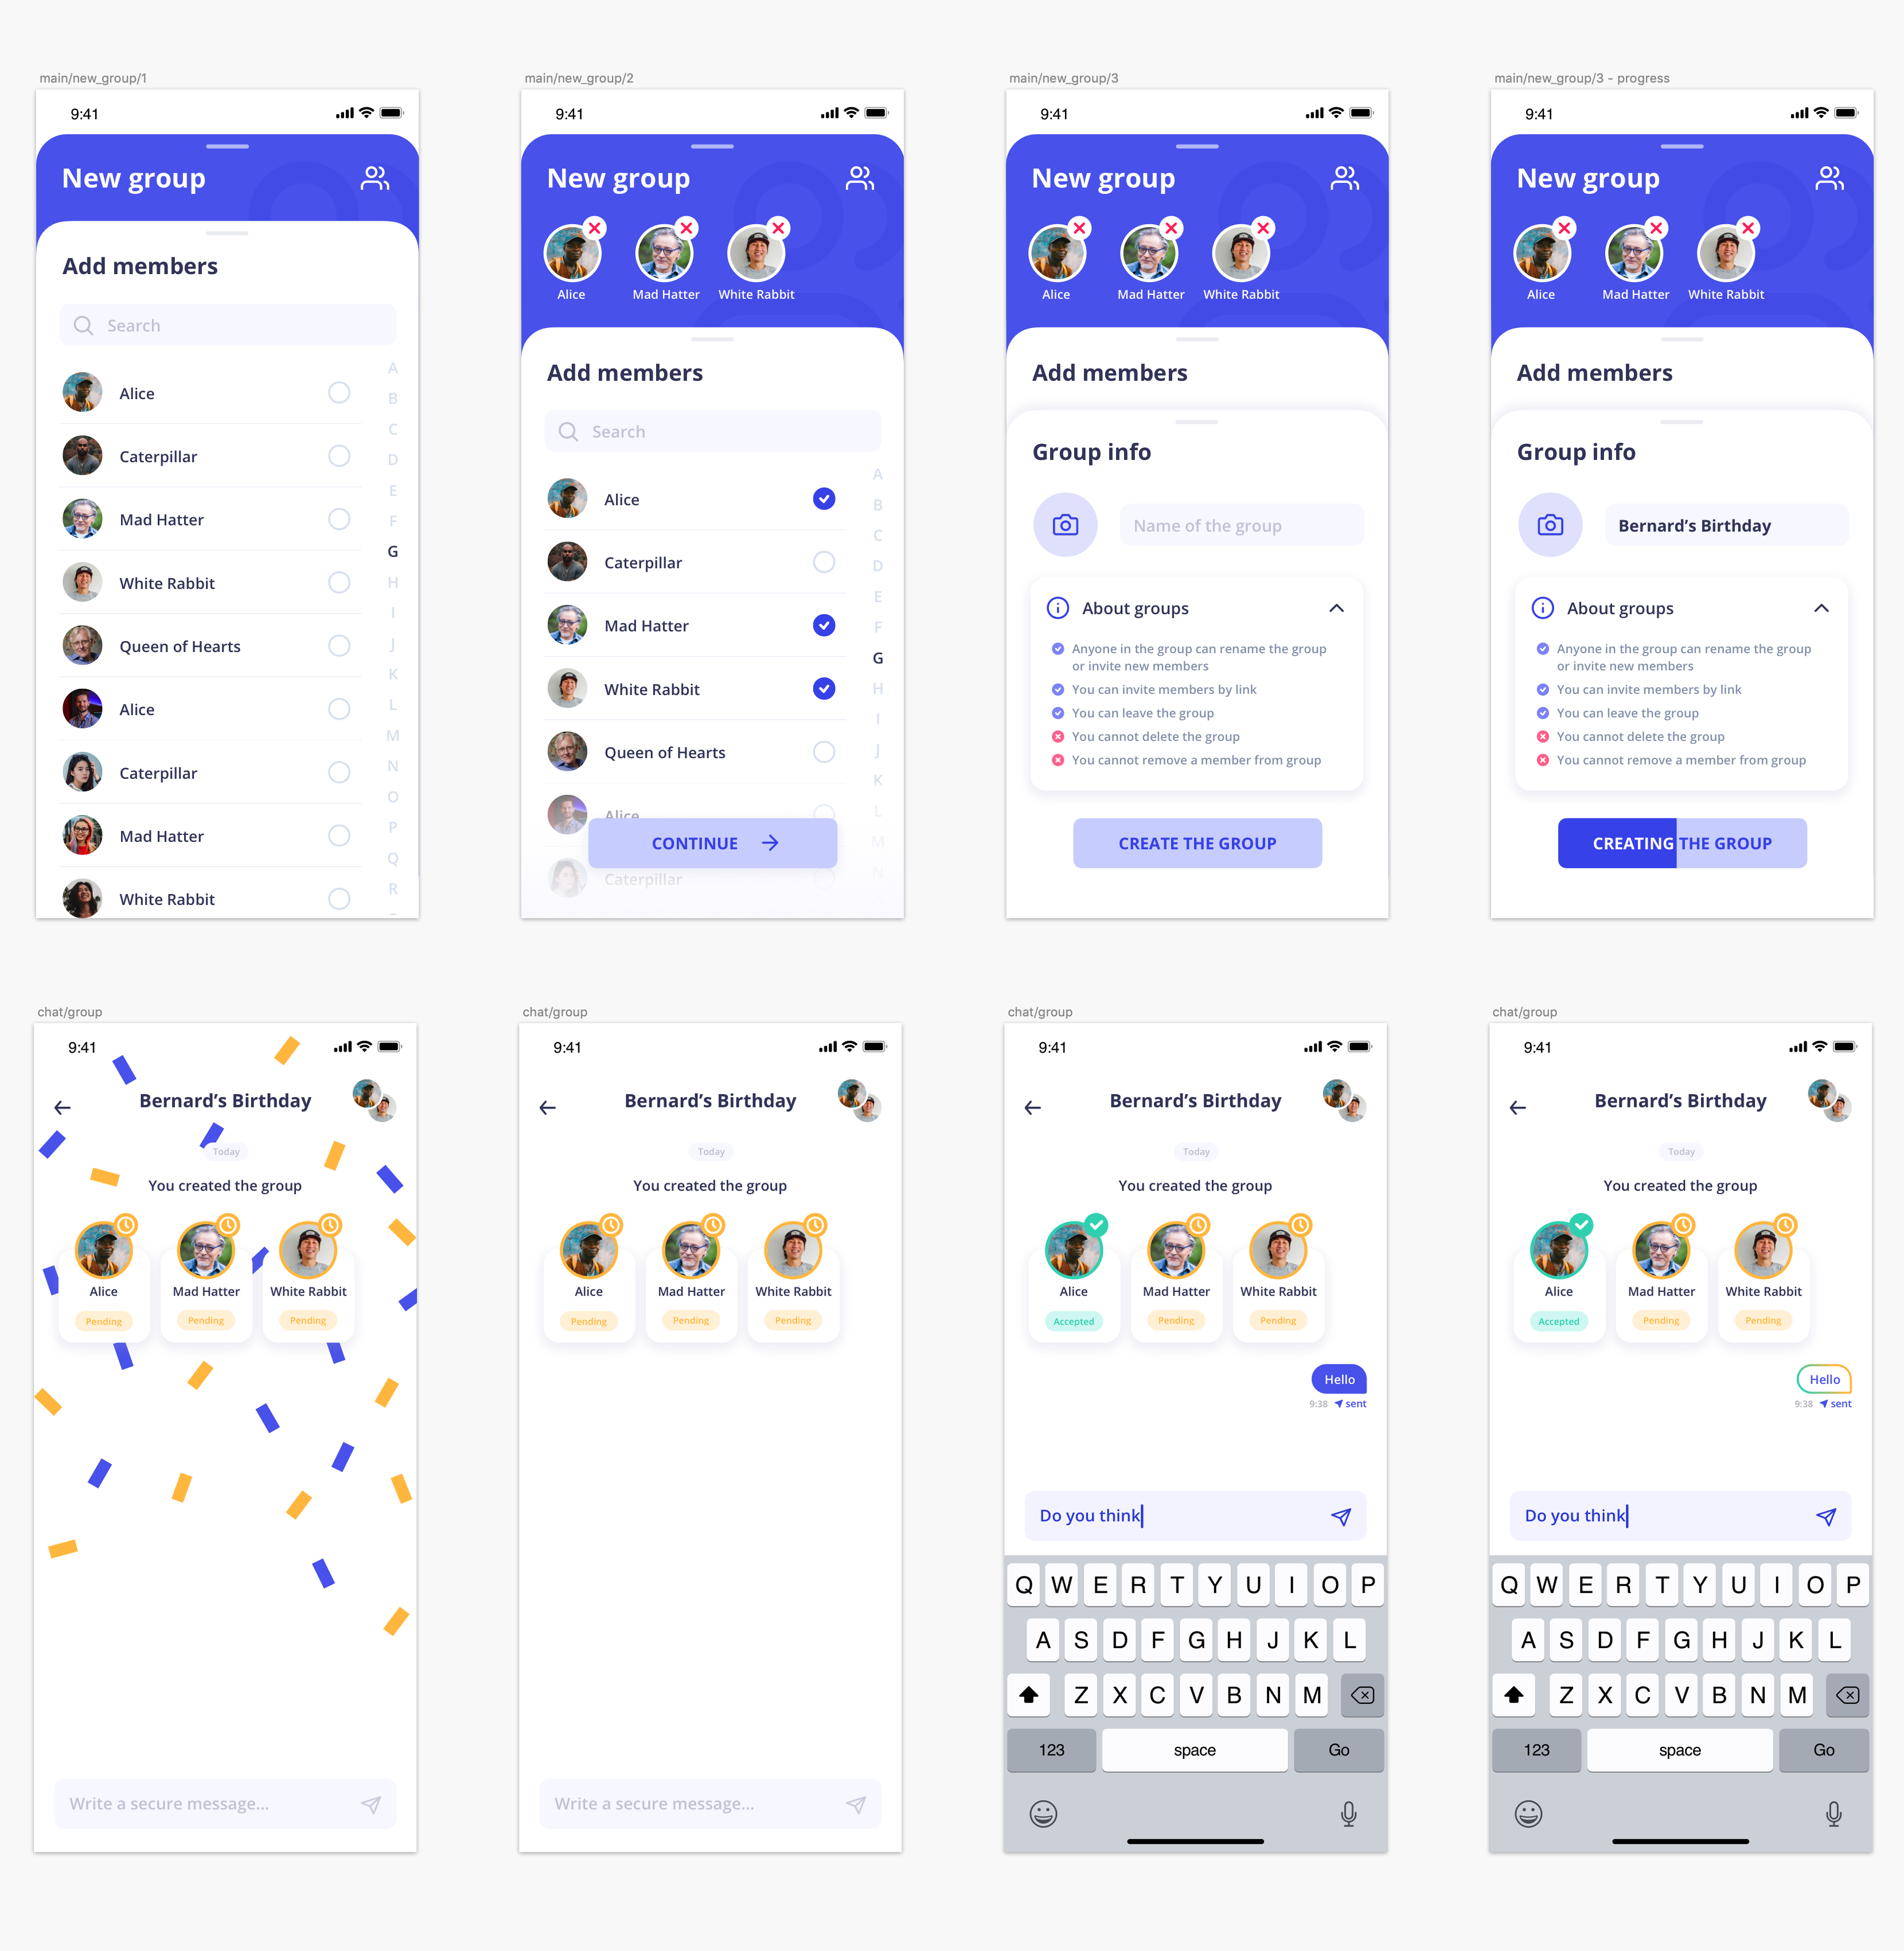 main/new_group/1
9:41
New group
Add members
Search
Alice
Caterpillar
Mad Hatter
White Rabbit
Queen of Hearts
Alice
Caterpillar
Mad Hatter
White Rabbit
A
B
C
D
E
F
G
H
I
J
K
L
M
N
O
P
Q
R
main/new_group/2
9:41
New group
Alice
Mad Hatter
White Rabbit
Add members
Search
Alice
Caterpillar
Mad Hatter
White Rabbit
Queen of Hearts
Alice
Caterpillar
CONTINUE
A
B
C
D
E
F
G
H
I
J
K
L
M
N
main/new_group/3
9:41
New group
Alice
Mad Hatter
White Rabbit
Add members
Group info
Name of the group
About groups
Anyone in the group can rename the group
or invite new members
You can invite members by link
You can leave the group
You cannot delete the group
You cannot remove a member from group
CREATE THE GROUP
main/new_group/3 - progress
9:41
New group
Alice
Mad Hatter
White Rabbit
Add members
Group info
Bernard’s Birthday
About groups
Anyone in the group can rename the group
or invite new members
You can invite members by link
You can leave the group
You cannot delete the group
You cannot remove a member from group
CREATING THE GROUP
chat/group
9:41
Bernard’s Birthday
Today
You created the group
Alice
Mad Hatter
White Rabbit
Pending
Pending
Pending
Write a secure message...
chat/group
9:41
Bernard’s Birthday
Today
You created the group
Alice
Mad Hatter
White Rabbit
Pending
Pending
Pending
Write a secure message...
chat/group
9:41
Bernard’s Birthday
Today
You created the group
Alice
Mad Hatter
White Rabbit
Accepted
Pending
Pending
Hello
9:38 sent
Do you think
Q W E R T Y U I O P
A S D F G H J K L
Z X C V B N M
123 space Go
chat/group
9:41
Bernard’s Birthday
Today
You created the group
Alice
Mad Hatter
White Rabbit
Accepted
Pending
Pending
Hello
9:38 sent
Do you think
Q W E R T Y U I O P
A S D F G H J K L
Z X C V B N M
123 space Go